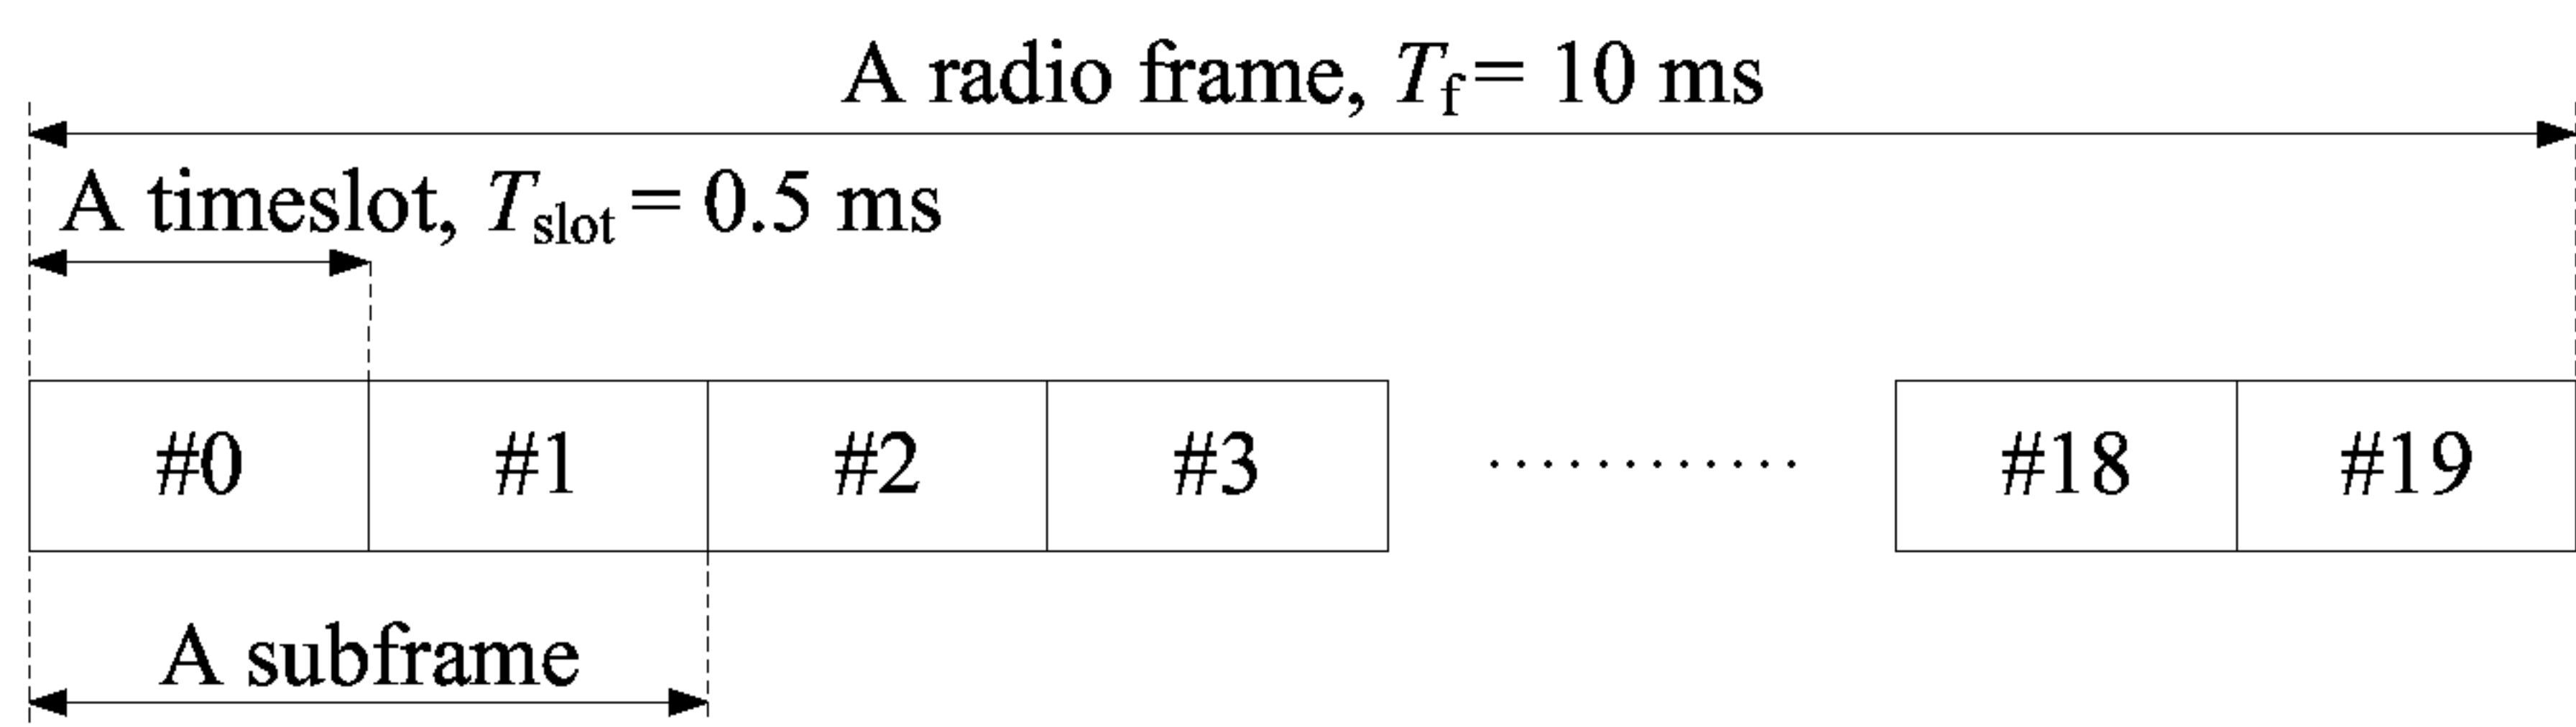 A radio frame, Tf = 10 ms
A timeslot, Tslot = 0.5 ms
#0 #1 #2 #3 ············ #18 #19
A subframe